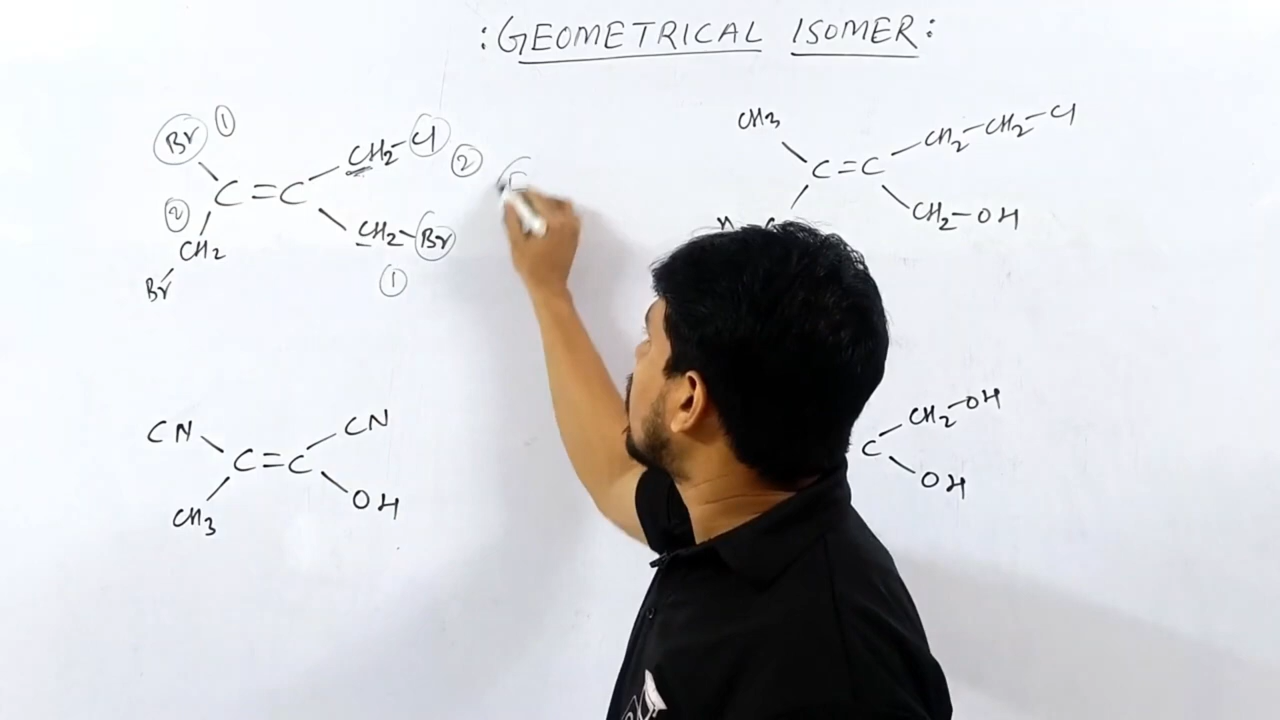 :GEOMETRICAL ISOMER:
Br ①
CH2-Cl ②
C=C
② CH2
Br
CH2-Br
①
E
CH3
CH2-CH2-Cl
C=C
CH2-OH
CN
CN
C=C
CH3
OH
CH2-OH
C
OH